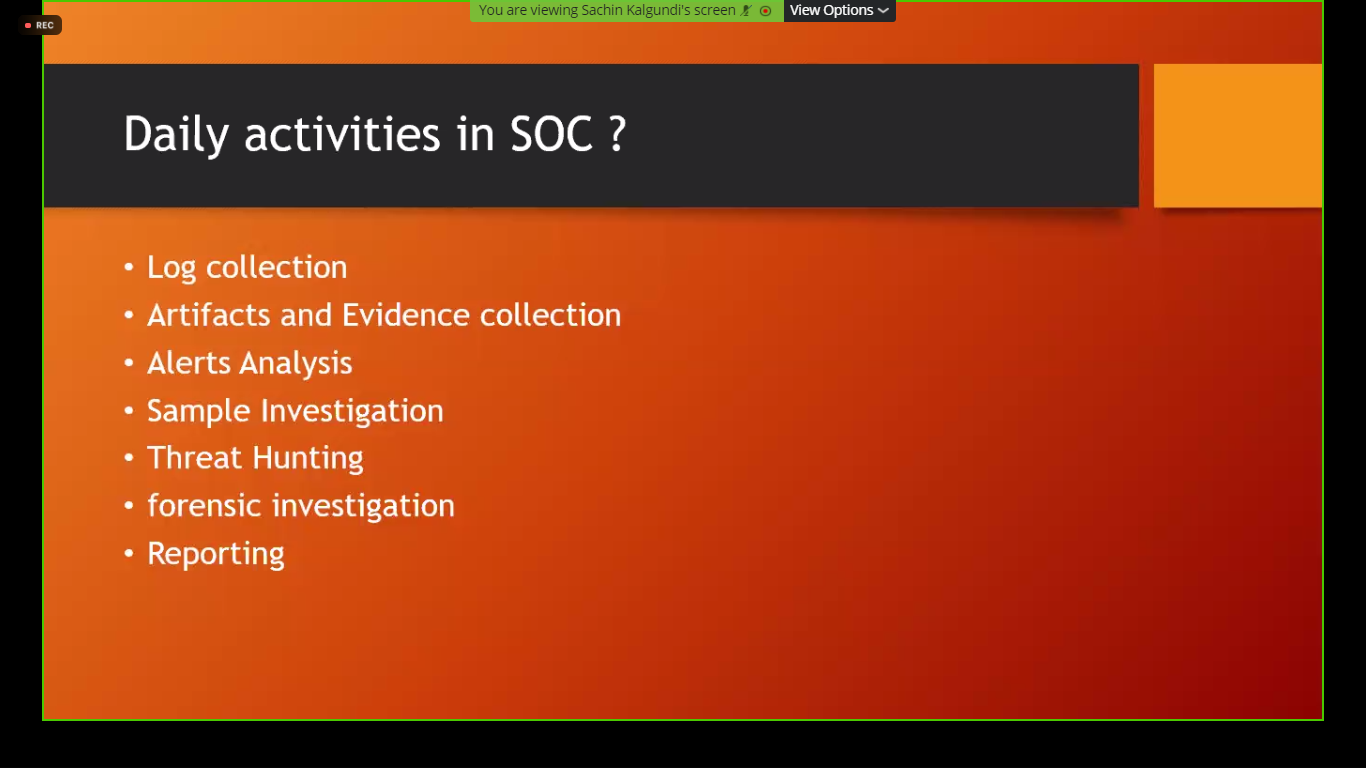 You are viewing Sachin Kalgundi's screen
View Options
REC
Daily activities in SOC ?
• Log collection
• Artifacts and Evidence collection
• Alerts Analysis
• Sample Investigation
• Threat Hunting
• forensic investigation
• Reporting